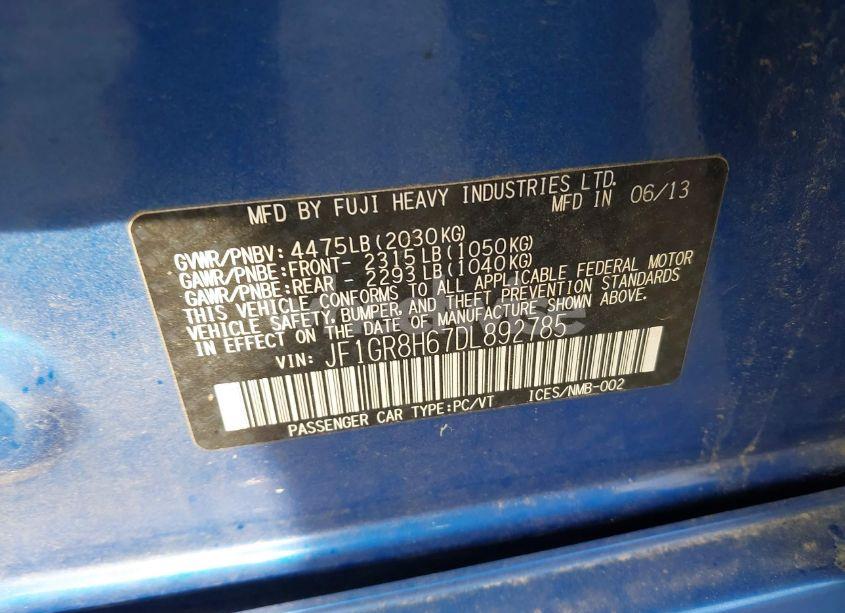 MFD BY FUJI HEAVY INDUSTRIES LTD.
MFD IN 06/13
GVWR/PNBV: 4475LB(2030KG)
GAWR/PNBE:FRONT- 2315LB(1050KG)
GAWR/PNBE:REAR - 2293LB(1040KG)
THIS VEHICLE CONFORMS TO ALL APPLICABLE FEDERAL MOTOR
VEHICLE SAFETY, BUMPER, AND THEFT PREVENTION STANDARDS
IN EFFECT ON THE DATE OF MANUFACTURE SHOWN ABOVE.
VIN: JF1GR8H67DL892785
PASSENGER CAR TYPE:PC/VT ICES/NMB-002